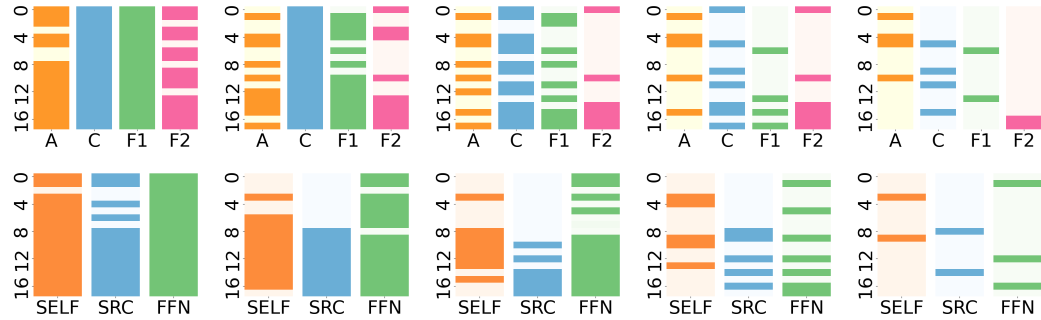 0 4 8 12 16 0 4 8 12 16 0 4 8 12 16 0 4 8 12 16 0 4 8 12 16
A C F1 F2 A C F1 F2 A C F1 F2 A C F1 F2 A C F1 F2
0 4 8 12 16 0 4 8 12 16 0 4 8 12 16 0 4 8 12 16 0 4 8 12 16
SELF SRC FFN SELF SRC FFN SELF SRC FFN SELF SRC FFN SELF SRC FFN